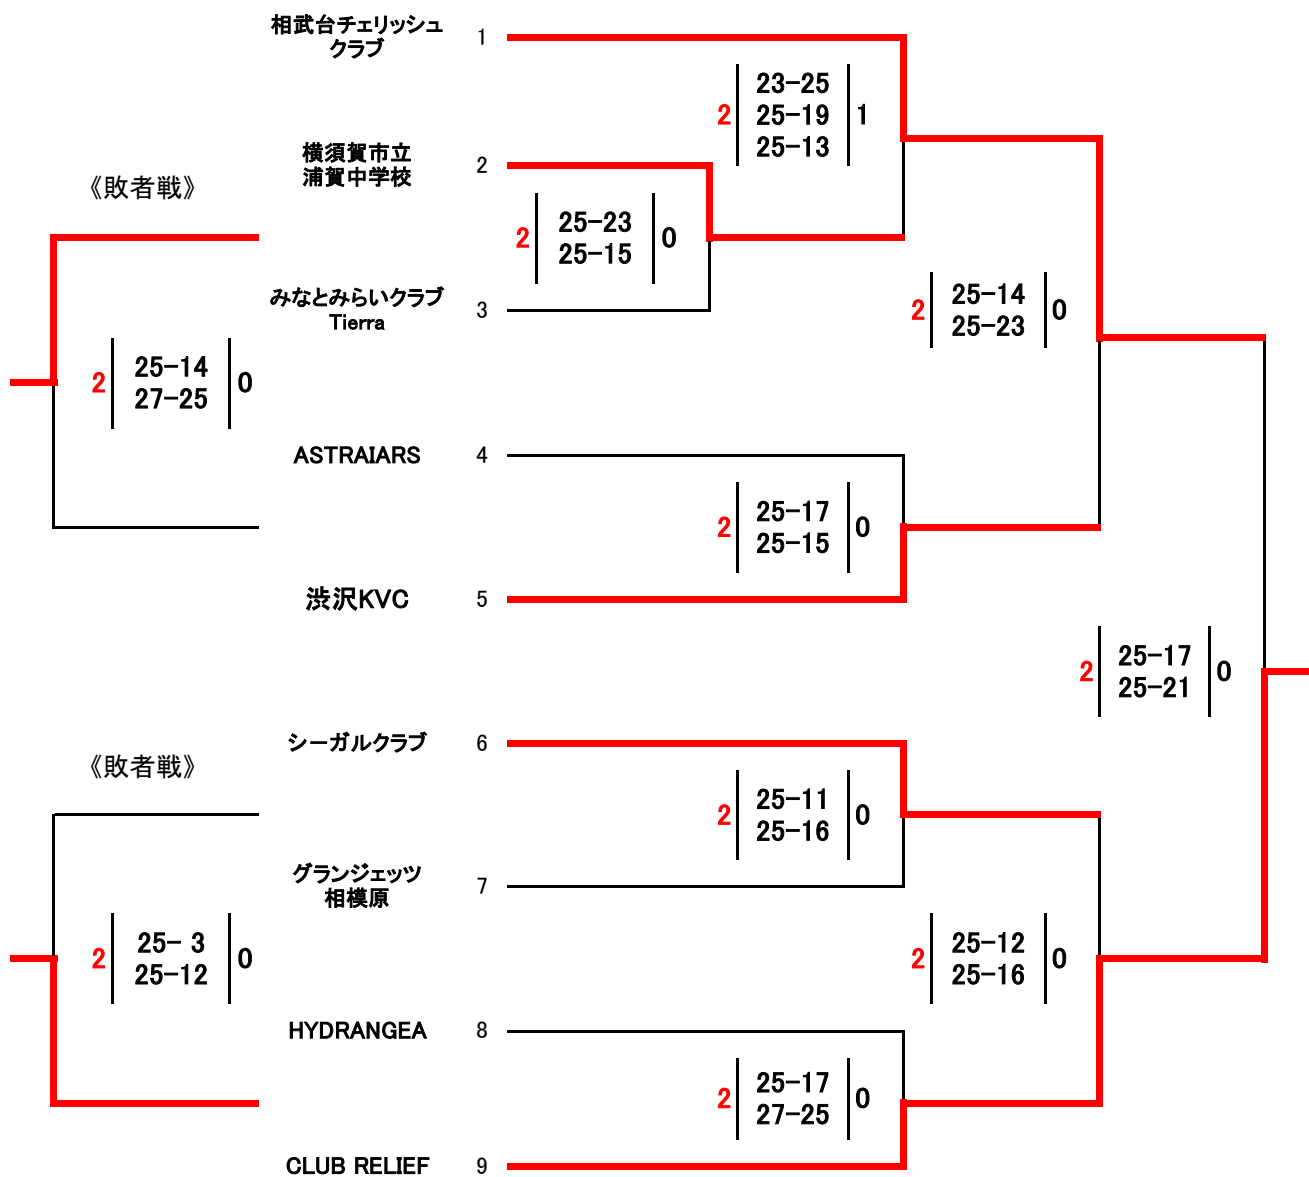 相武台チェリッシュ
クラブ
1
23-25
2 25-19 1
25-13
横須賀市立
浦賀中学校
2
《敗者戦》
25-23
2 0
25-15
みなとみらいクラブ
Tierra
3
25-14
2 0
25-23
25-14
2 0
27-25
ASTRAIARS 4
25-17
2 0
25-15
渋沢KVC 5
25-17
2 0
25-21
シーガルクラブ 6
《敗者戦》
25-11
2 0
25-16
グランジェッツ
相模原
7
25- 3
2 0
25-12
25-12
2 0
25-16
HYDRANGEA 8
25-17
2 0
27-25
CLUB RELIEF 9